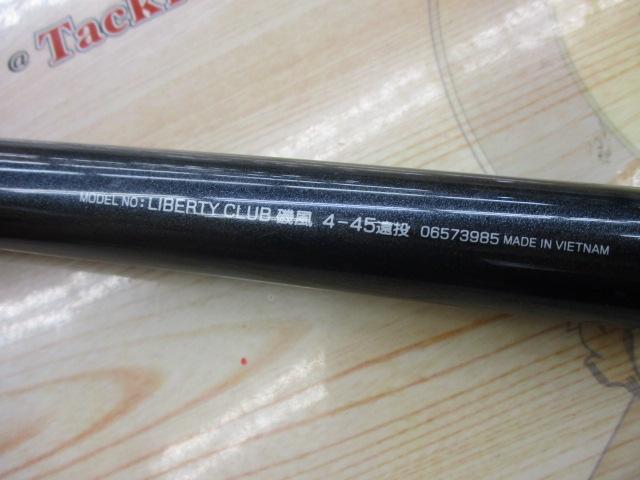 @ Tack
MODEL NO: LIBERTY CLUB 磯風 4-45遠投 06573985 MADE IN VIETNAM